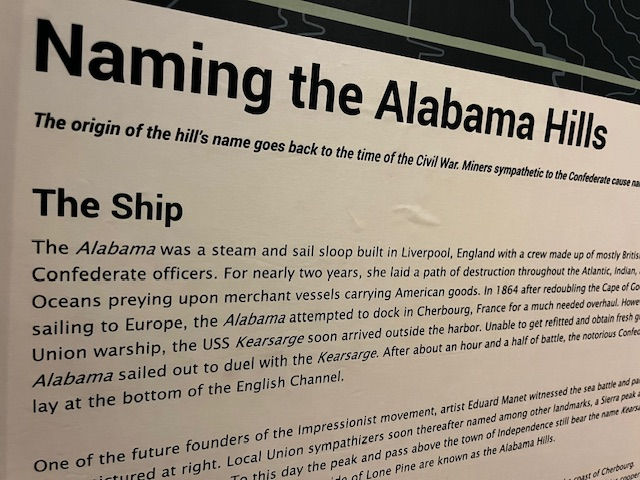 Naming the Alabama Hills
The origin of the hill's name goes back to the time of the Civil War. Miners sympathetic to the Confederate cause
The Ship
The Alabama was a steam and sail sloop built in Liverpool, England with a crew made up of mostly
Confederate officers. For nearly two years, she laid a path of destruction throughout the Atlantic, Indian,
Oceans preying upon merchant vessels carrying American goods. In 1864 after redoubling the Cape of
sailing to Europe, the Alabama attempted to dock in Cherbourg, France for a much needed overhaul.
Union warship, the USS Kearsarge soon arrived outside the harbor. Unable to get refitted and obtain fresh
Alabama sailed out to duel with the Kearsarge. After about an hour and a half of battle, the notorious
lay at the bottom of the English Channel.
One of the future founders of the Impressionist movement, artist Eduard Manet witnessed the sea battle and
at right. Local Union sympathizers soon thereafter named among other landmarks, a Sierra peak
To this day the peak and pass above the town of Independence still bear the name
of Lone Pine are known as the Alabama Hills.
coast of Cherbourg.